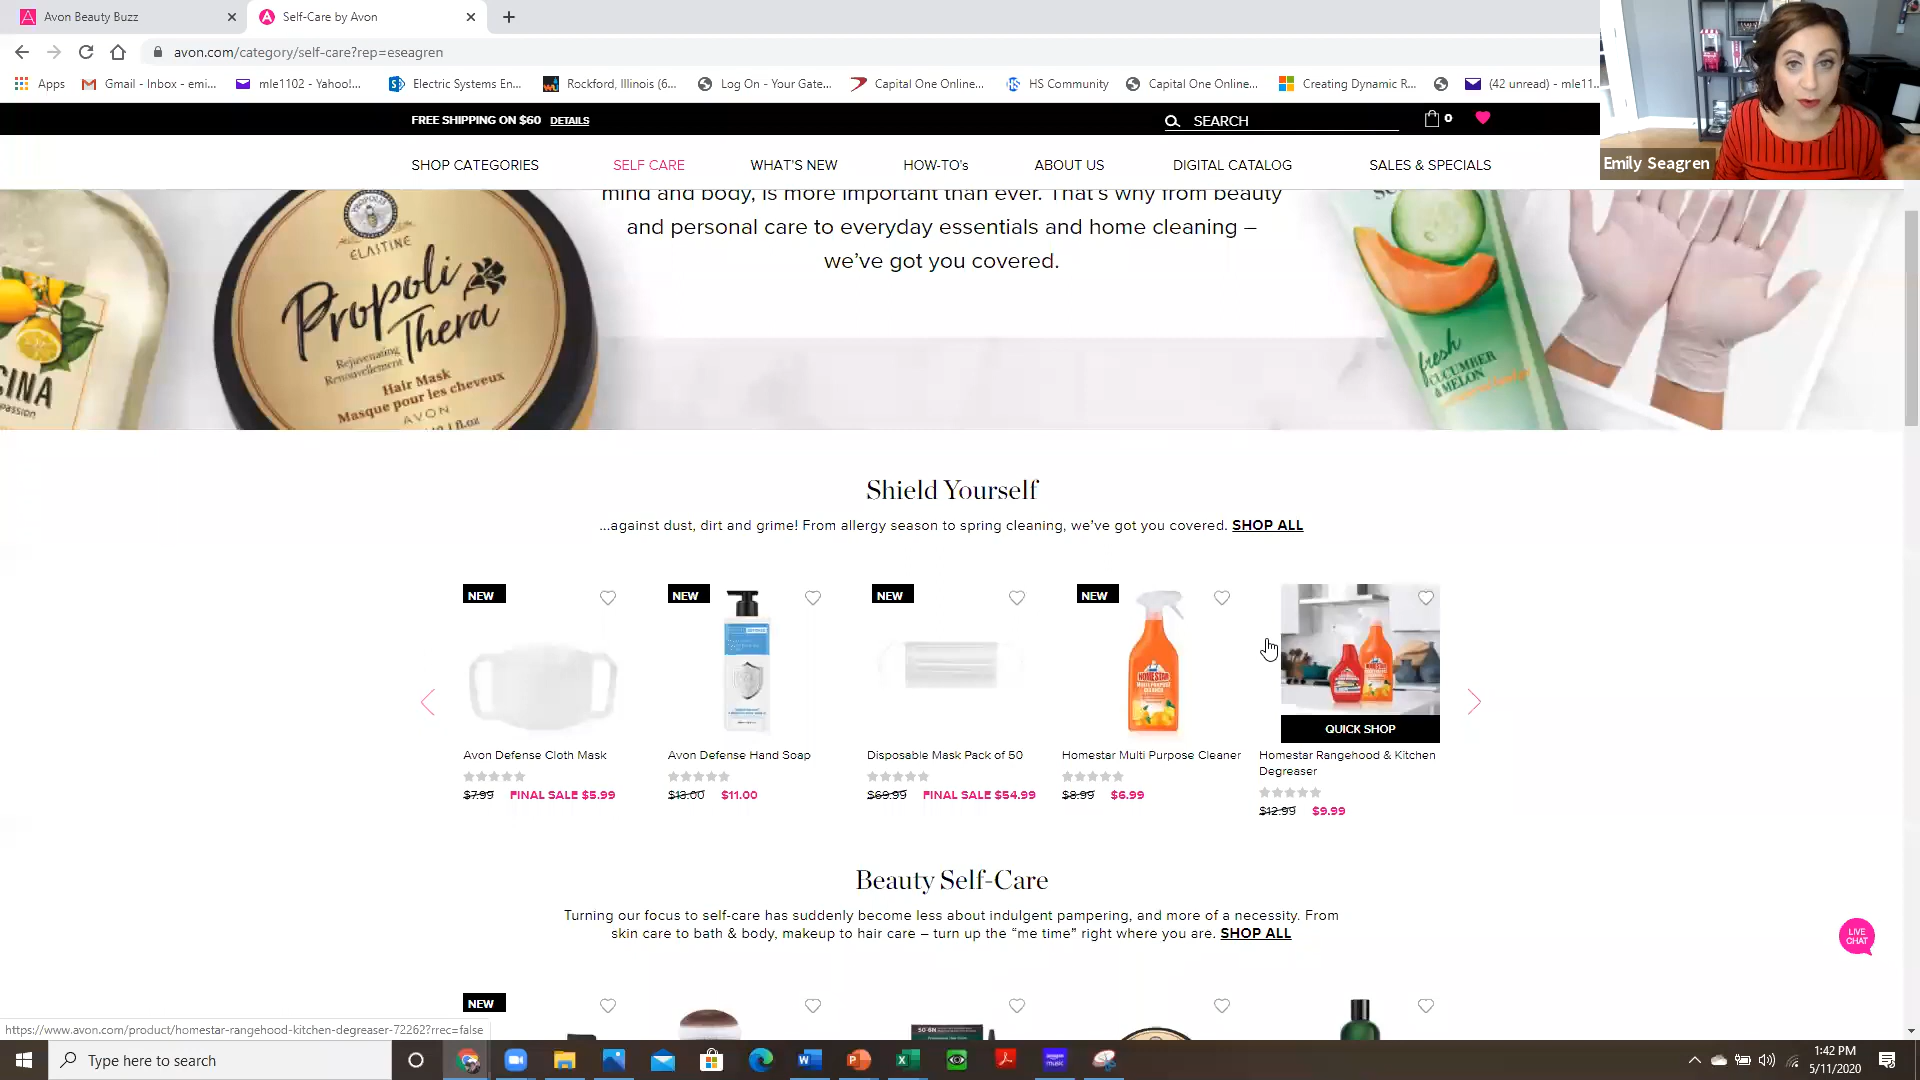 Avon Beauty Buzz
Self-Care by Avon
avon.com/category/self-care?rep=eseagren
Apps
Gmail - Inbox - emi...
mle1102 - Yahoo!...
Electric Systems En...
Rockford, Illinois (6...
Log On - Your Gate...
Capital One Online...
HS Community
Capital One Online...
Creating Dynamic R...
(42 unread) - mle11...
FREE SHIPPING ON $60 DETAILS
SEARCH
0
Emily Seagren
SHOP CATEGORIES
SELF CARE
WHAT'S NEW
HOW-TO's
ABOUT US
DIGITAL CATALOG
SALES & SPECIALS
mind and body, is more important than ever. That's why from beauty
and personal care to everyday essentials and home cleaning –
we've got you covered.
PROPOLIS
ELASTINE
Propoli
Thera
Rejuvenating
Renouvellement
Hair Mask
Masque pour les cheveux
AVON
CINA
passion
fresh
CUCUMBER
& MELON
Shield Yourself
...against dust, dirt and grime! From allergy season to spring cleaning, we've got you covered. SHOP ALL
NEW
NEW
NEW
NEW
HOMESTAR
QUICK SHOP
Avon Defense Cloth Mask
$7.99 FINAL SALE $5.99
Avon Defense Hand Soap
$13.00 $11.00
Disposable Mask Pack of 50
$69.99 FINAL SALE $54.99
Homestar Multi Purpose Cleaner
$8.99 $6.99
Homestar Rangehood & Kitchen
Degreaser
$12.99 $9.99
Beauty Self-Care
Turning our focus to self-care has suddenly become less about indulgent pampering, and more of a necessity. From
skin care to bath & body, makeup to hair care – turn up the “me time” right where you are. SHOP ALL
LIVE
CHAT
NEW
https://www.avon.com/product/homestar-rangehood-kitchen-degreaser-72262?rrec=false
Type here to search
1:42 PM
5/11/2020